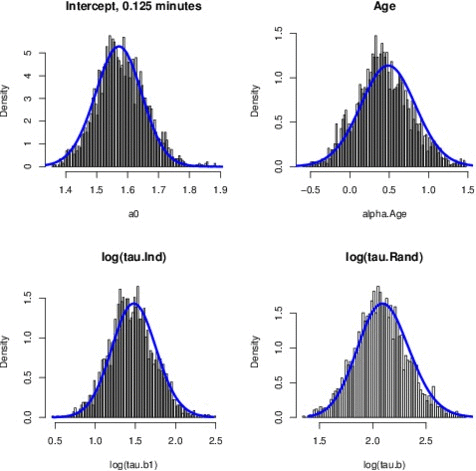 Intercept, 0.125 minutes
Density
0 1 2 3 4 5
1.4 1.5 1.6 1.7 1.8 1.9
a0
Age
Density
0.0 0.5 1.0 1.5
−0.5 0.0 0.5 1.0 1.5
alpha.Age
log(tau.Ind)
Density
0.0 0.5 1.0 1.5
0.5 1.0 1.5 2.0 2.5
log(tau.b1)
log(tau.Rand)
Density
0.0 0.5 1.0 1.5
1.5 2.0 2.5
log(tau.b)